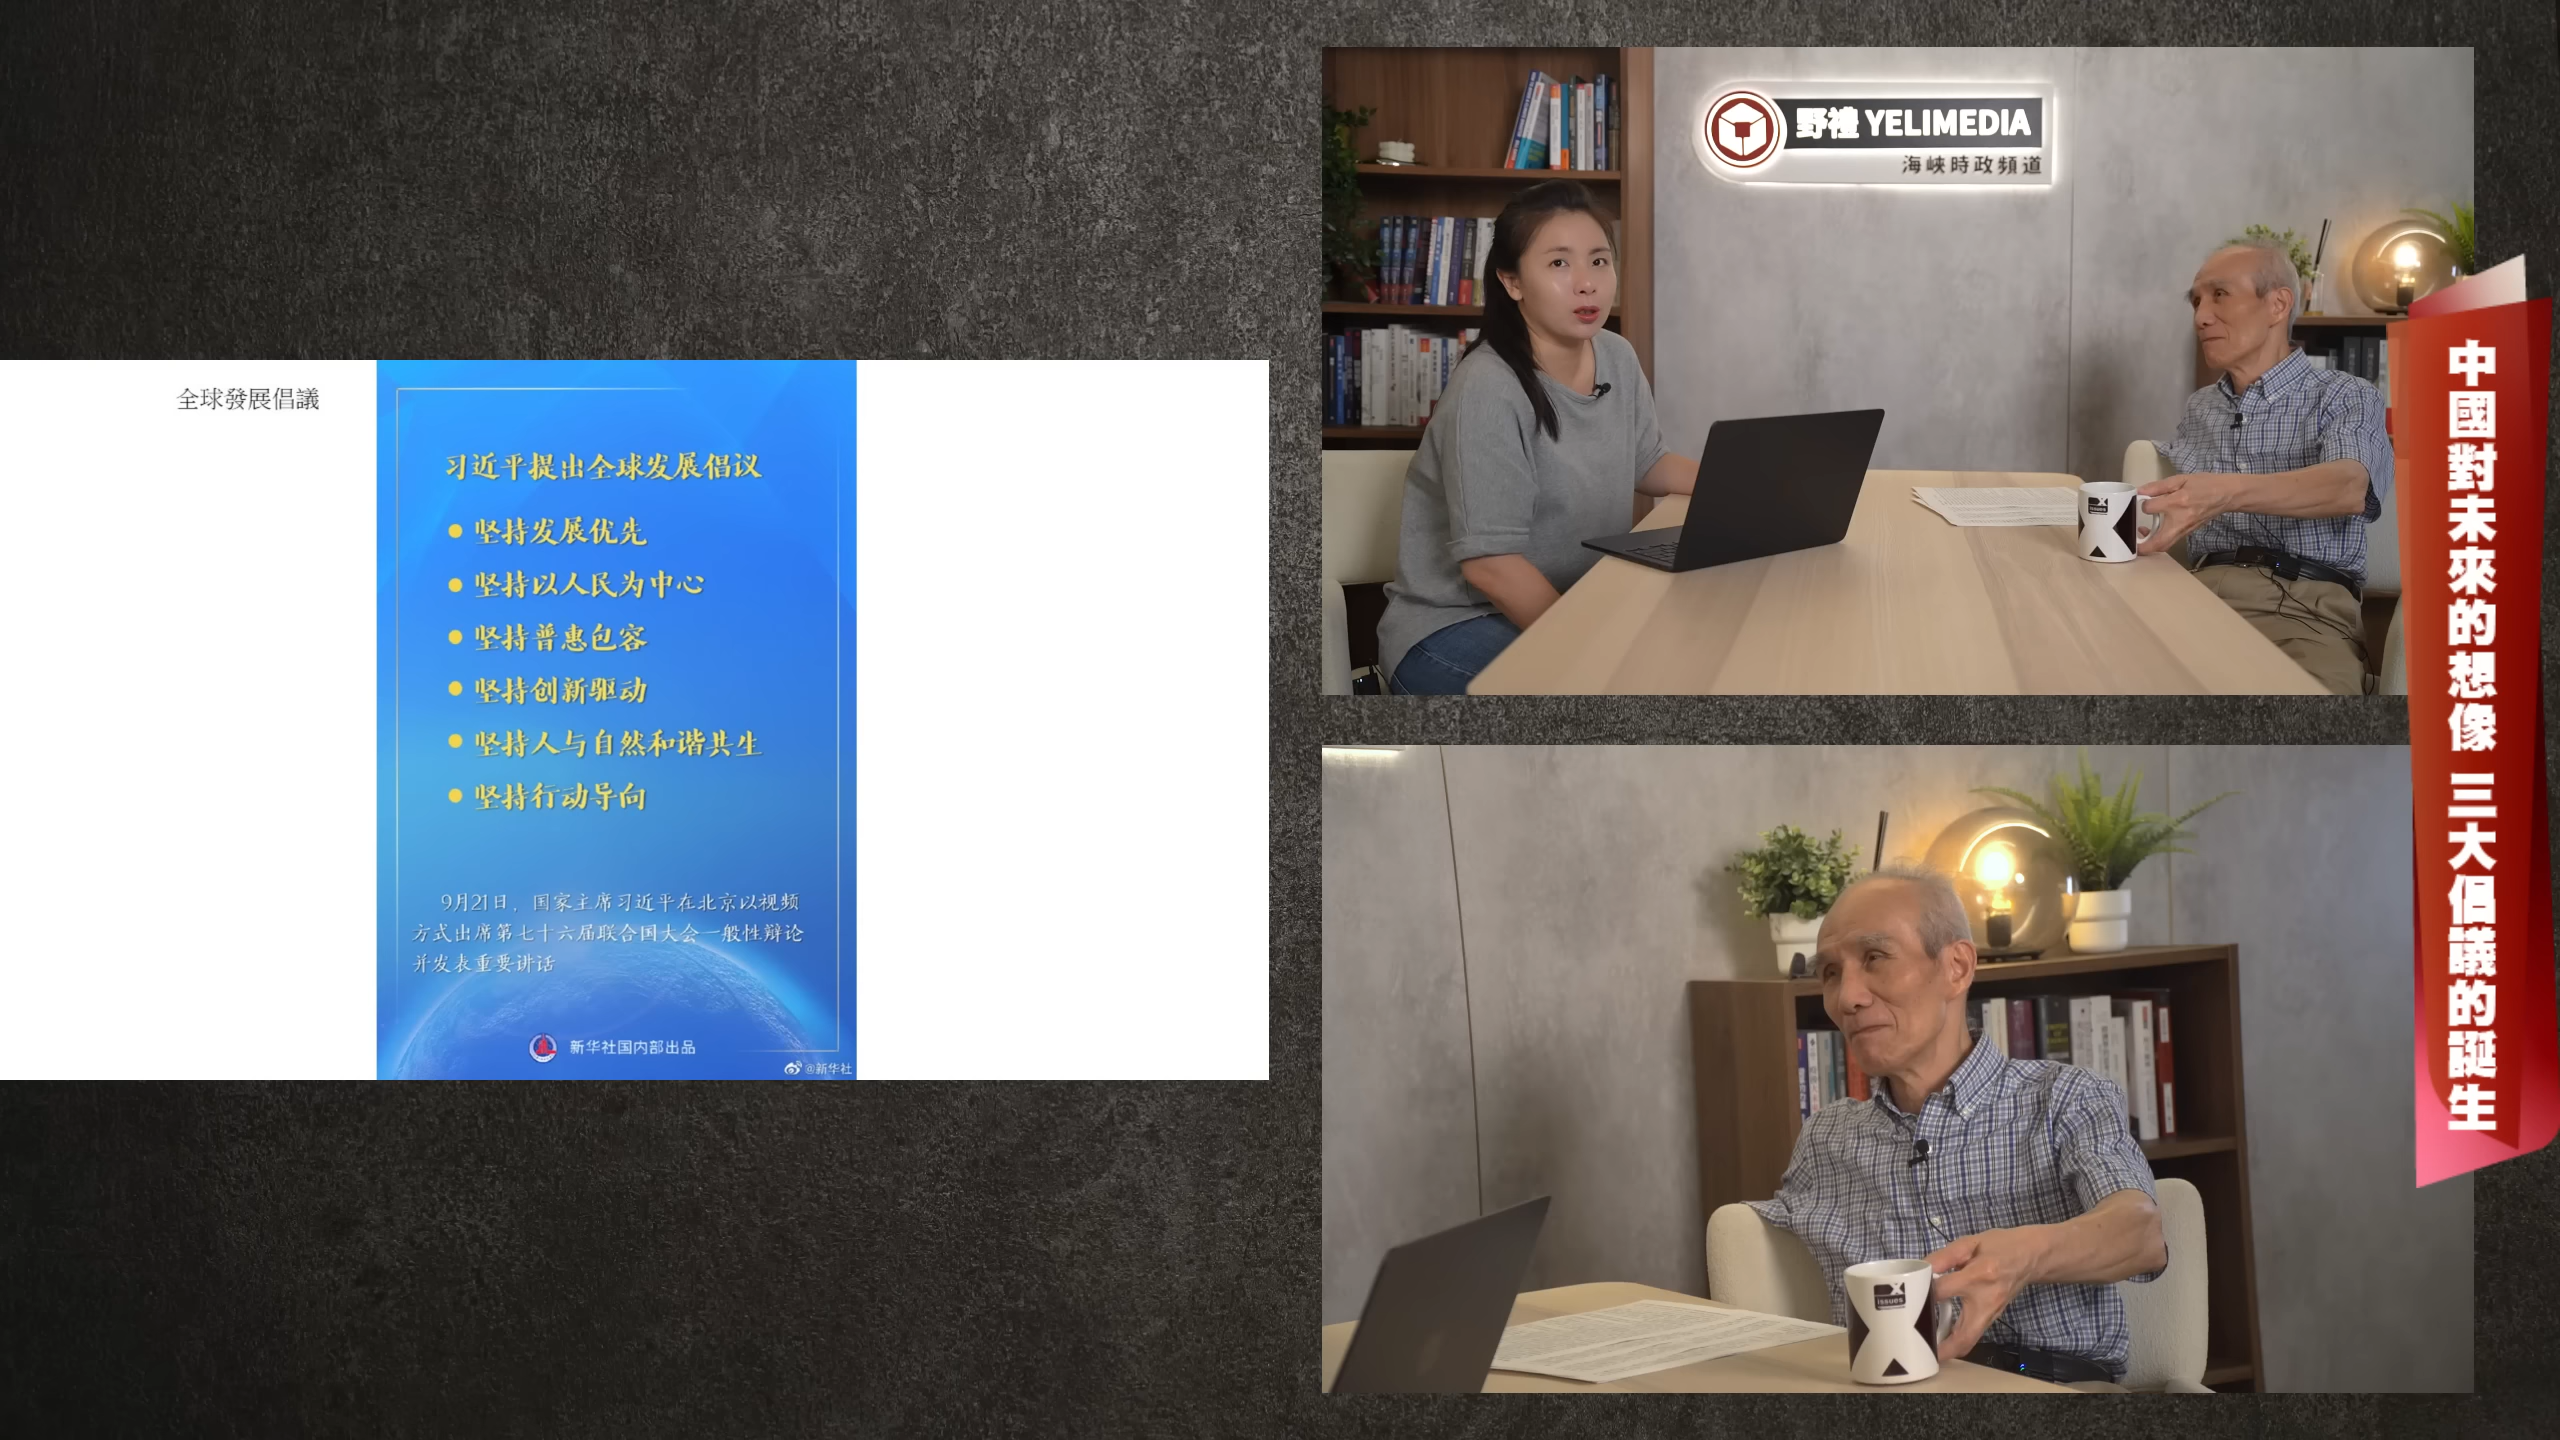 全球發展倡議
习近平提出全球发展倡议
坚持发展优先
坚持以人民为中心
坚持普惠包容
坚持创新驱动
坚持人与自然和谐共生
坚持行动导向
9月21日，国家主席习近平在北京以视频
方式出席第七十六届联合国大会一般性辩论
并发表重要讲话
新华社国内部出品
@新华社
野禮 YELIMEDIA
海峽時政頻道
issues
中國對未來的想像 三大倡議的誕生